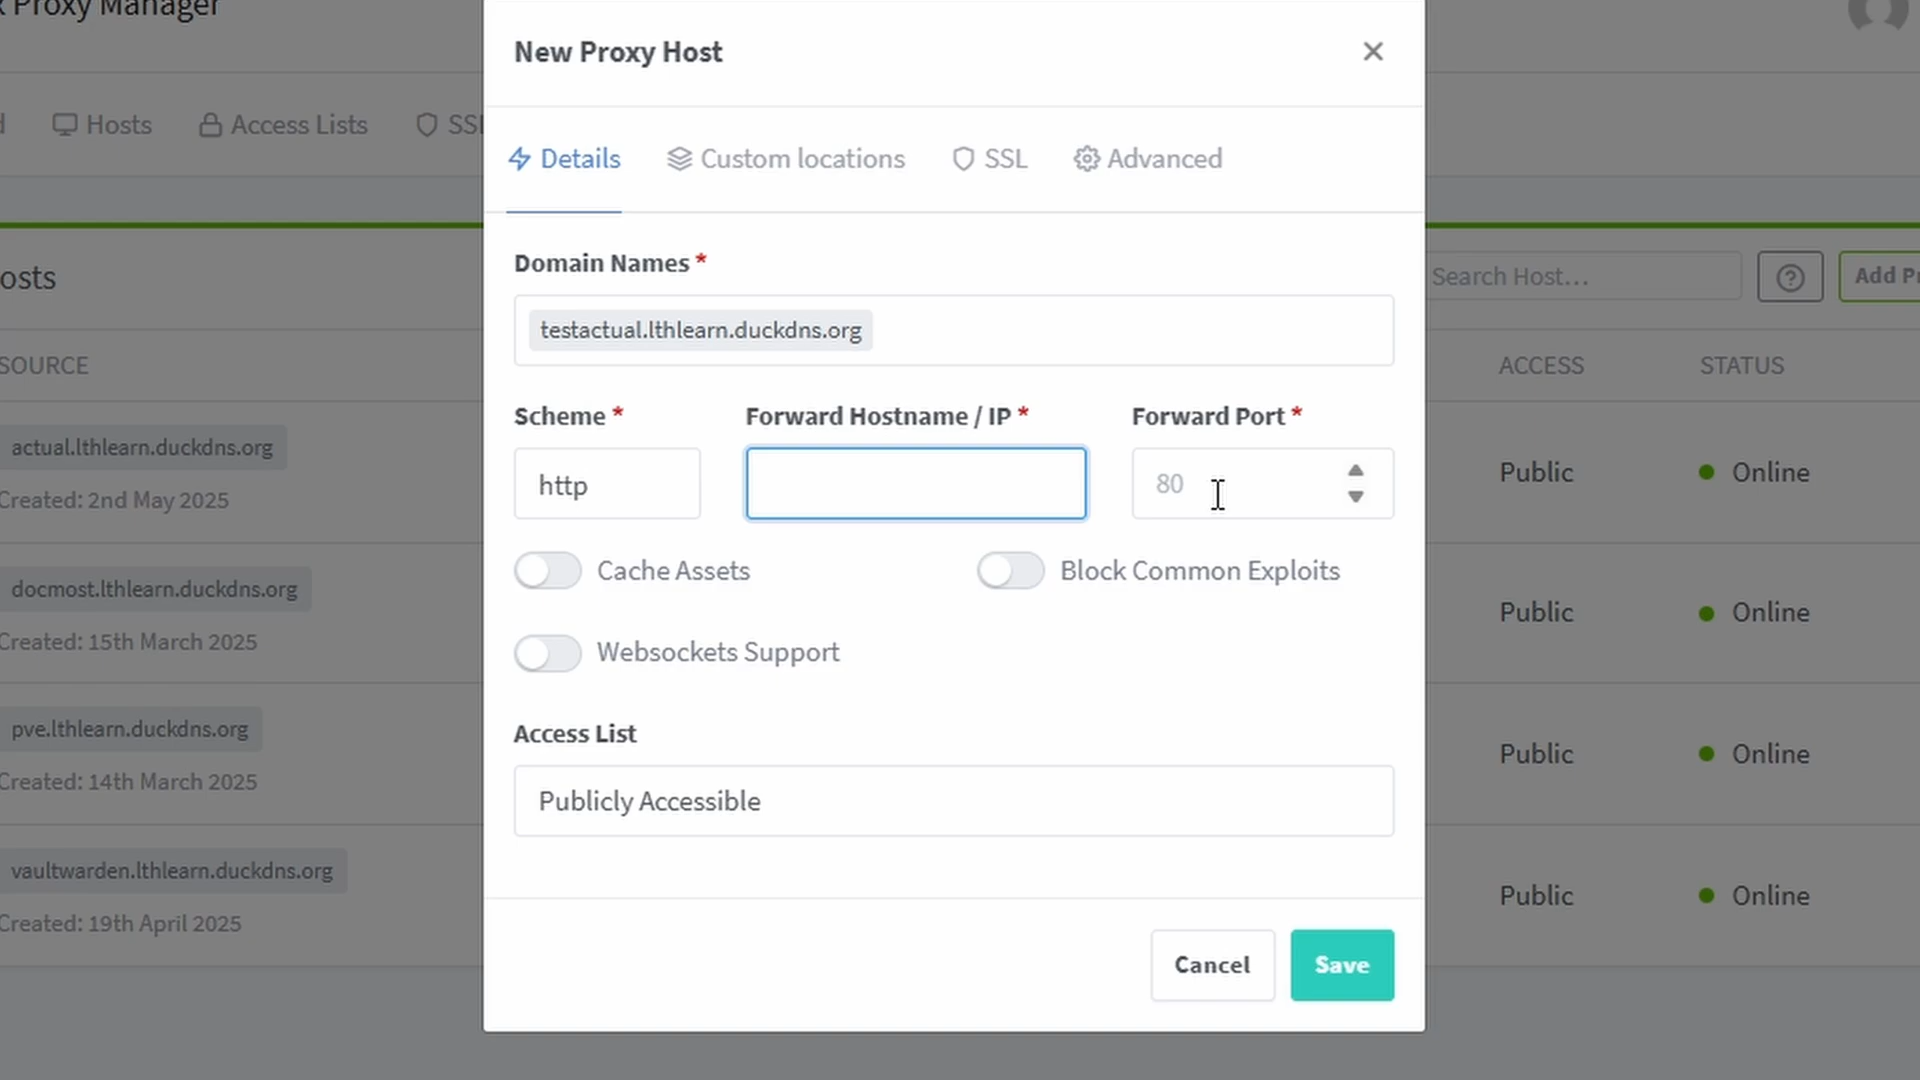 Proxy Manager
New Proxy Host
Hosts
Access Lists
SSL
Details
Custom locations
SSL
Advanced
osts
Domain Names *
testactual.lthlearn.duckdns.org
Search Host…
Add Pr
SOURCE
ACCESS
STATUS
Scheme *
Forward Hostname / IP *
Forward Port *
http
80
actual.lthlearn.duckdns.org
Created: 2nd May 2025
Public
Online
Cache Assets
Block Common Exploits
docmost.lthlearn.duckdns.org
Created: 15th March 2025
Public
Online
Websockets Support
pve.lthlearn.duckdns.org
Created: 14th March 2025
Public
Online
Access List
Publicly Accessible
vaultwarden.lthlearn.duckdns.org
Created: 19th April 2025
Public
Online
Cancel
Save